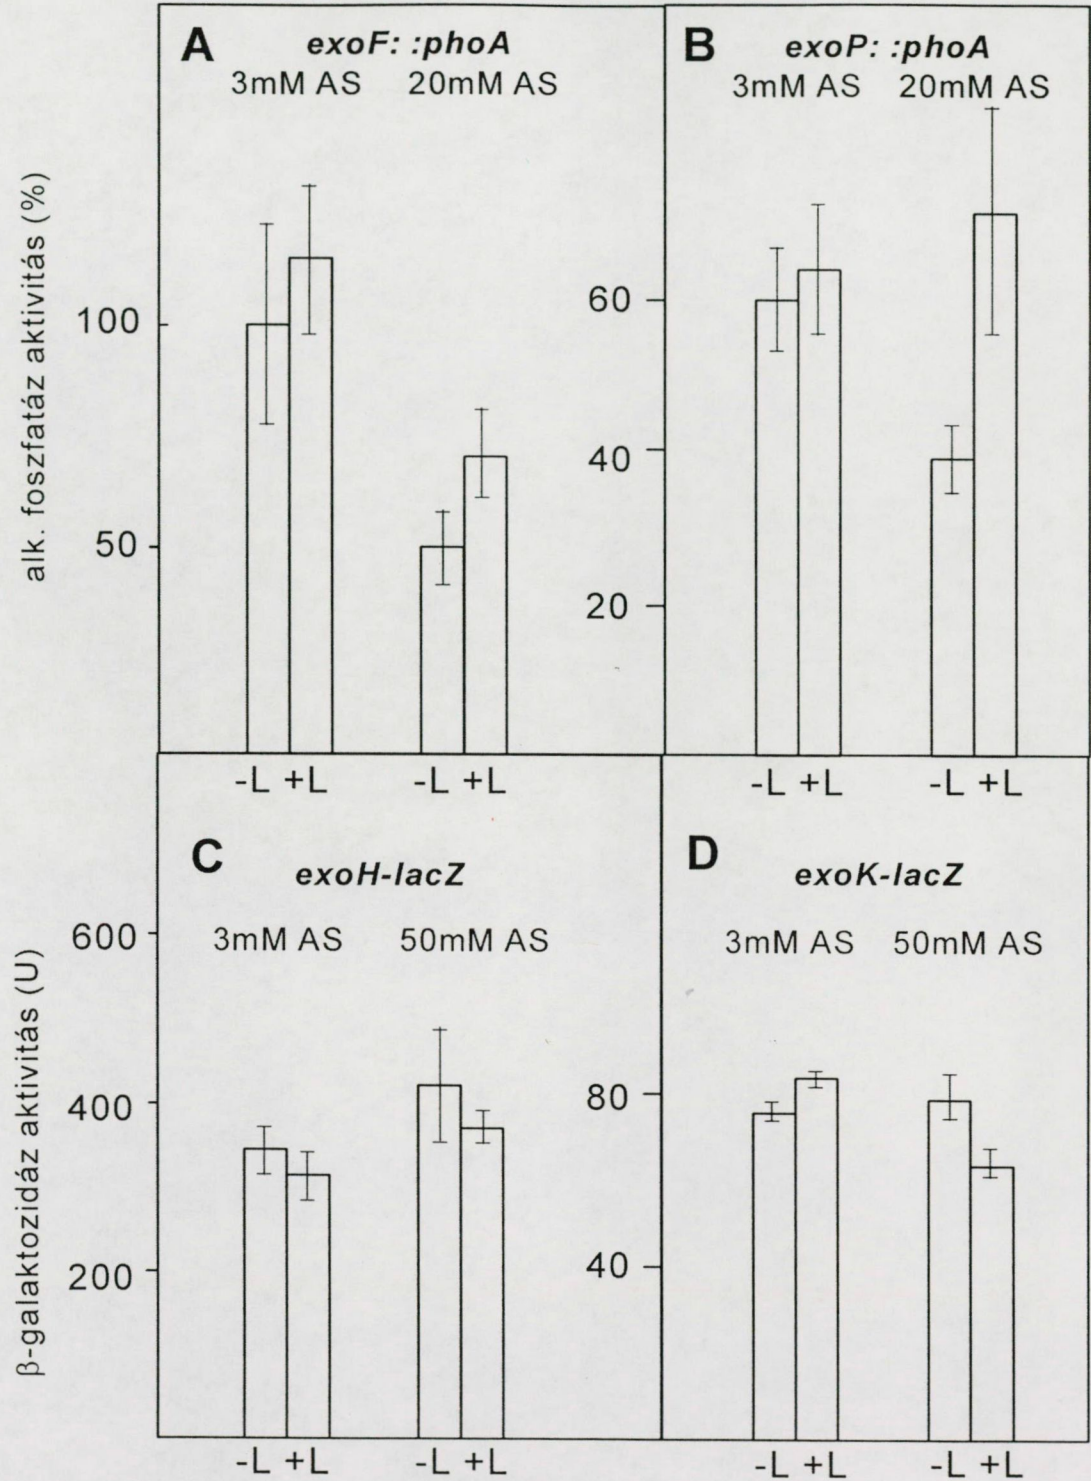 A exoF: :phoA
3mM AS 20mM AS
alk. foszfatáz aktivitás (%)
100
50
-L +L -L +L
B exoP: :phoA
3mM AS 20mM AS
60
40
20
-L +L -L +L
C exoH-lacZ
3mM AS 50mM AS
β-galaktozidáz aktivitás (U)
600
400
200
-L +L -L +L
D exoK-lacZ
3mM AS 50mM AS
80
40
-L +L -L +L